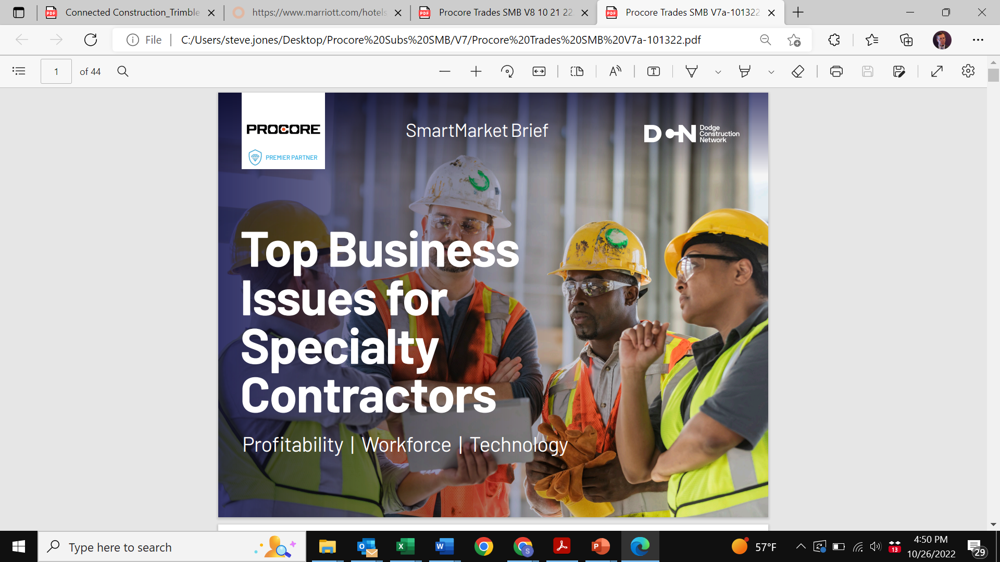 Connected Construction_Trimble
https://www.marriott.com/hotels
Procore Trades SMB V8 10 21 22
Procore Trades SMB V7a-101322
File
C:/Users/steve.jones/Desktop/Procore%20Subs%20SMB/V7/Procore%20Trades%20SMB%20V7a-101322.pdf
1 of 44
PROCORE
PREMIER PARTNER
SmartMarket Brief
Dodge
Construction
Network
Top Business
Issues for
Specialty
Contractors
Profitability | Workforce | Technology
Type here to search
57°F
13
4:50 PM
10/26/2022
29